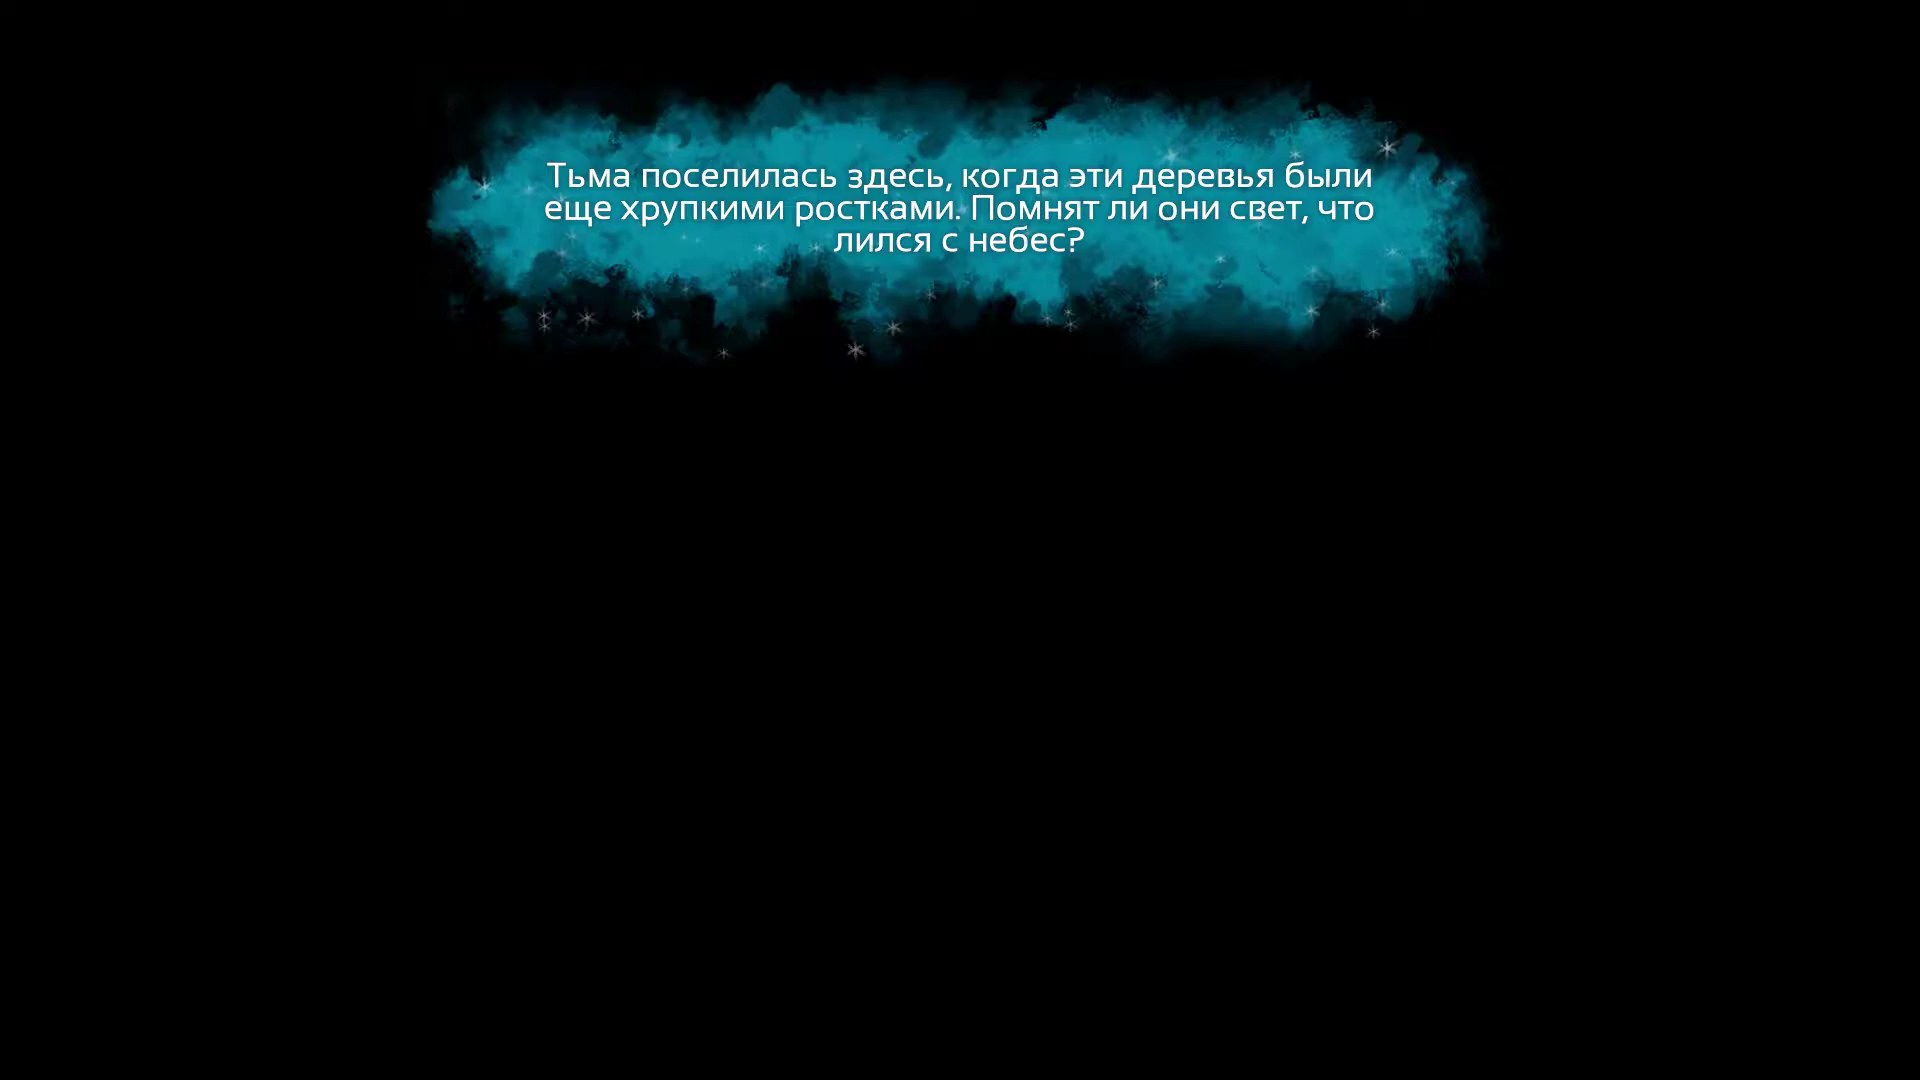 Тьма поселилась здесь, когда эти деревья были
еще хрупкими ростками. Помнят ли они свет, что
лился с небес?